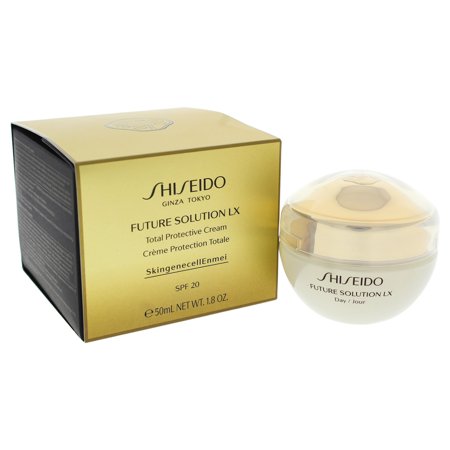 SHISEIDO
GINZA TOKYO
FUTURE SOLUTION LX
Total Protective Cream
Crème Protection Totale
SkingenecellEnmei
SPF 20
℮50mL NET WT. 1.8 OZ.
SHISEIDO
FUTURE SOLUTION LX
Day / Jour